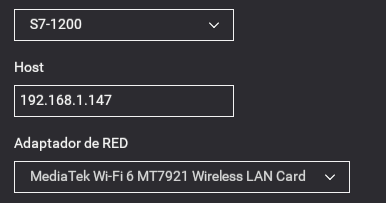 S7-1200
Host
192.168.1.147
Adaptador de RED
MediaTek Wi-Fi 6 MT7921 Wireless LAN Card